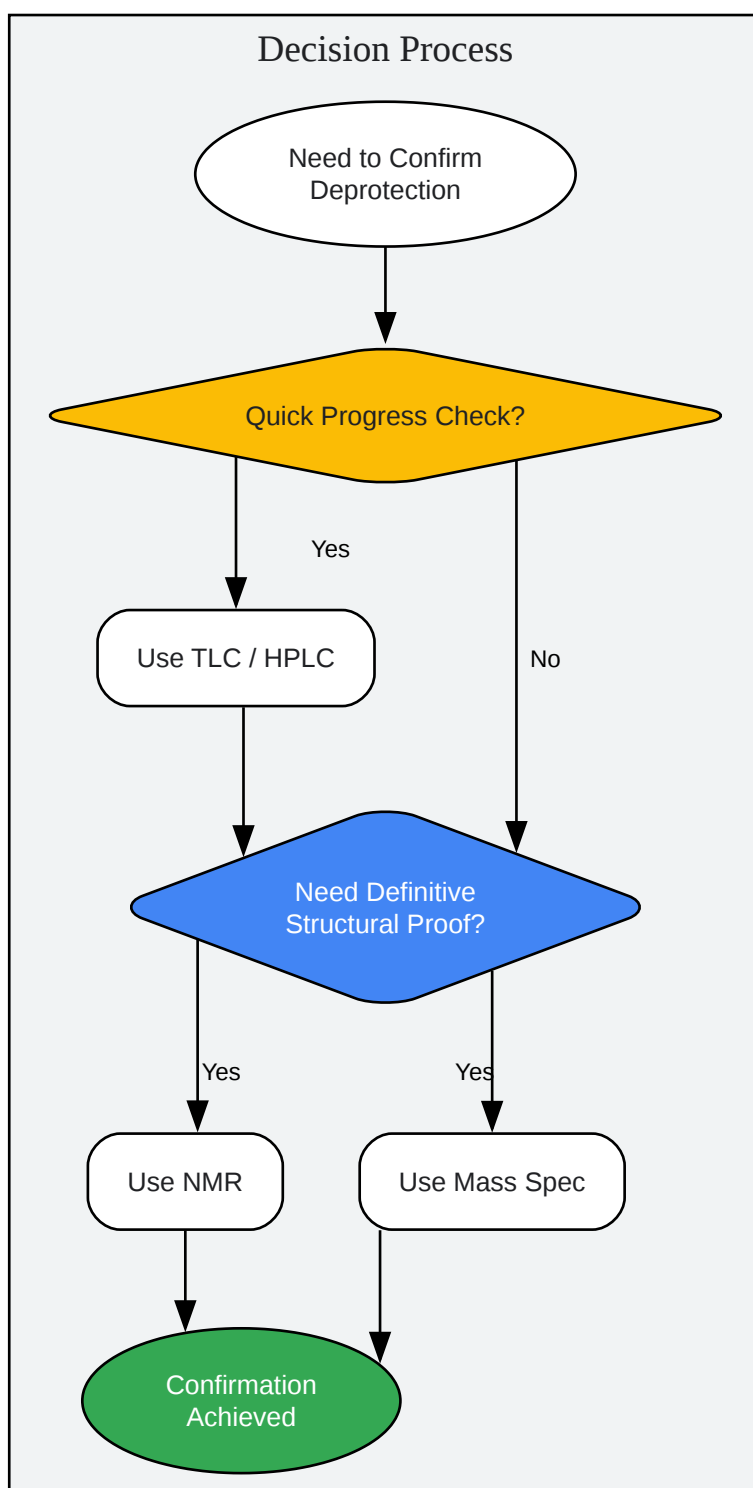 Decision Process
Need to Confirm
Deprotection
Quick Progress Check?
Yes
Use TLC / HPLC
No
Need Definitive
Structural Proof?
Yes
Yes
Use NMR
Use Mass Spec
Confirmation
Achieved